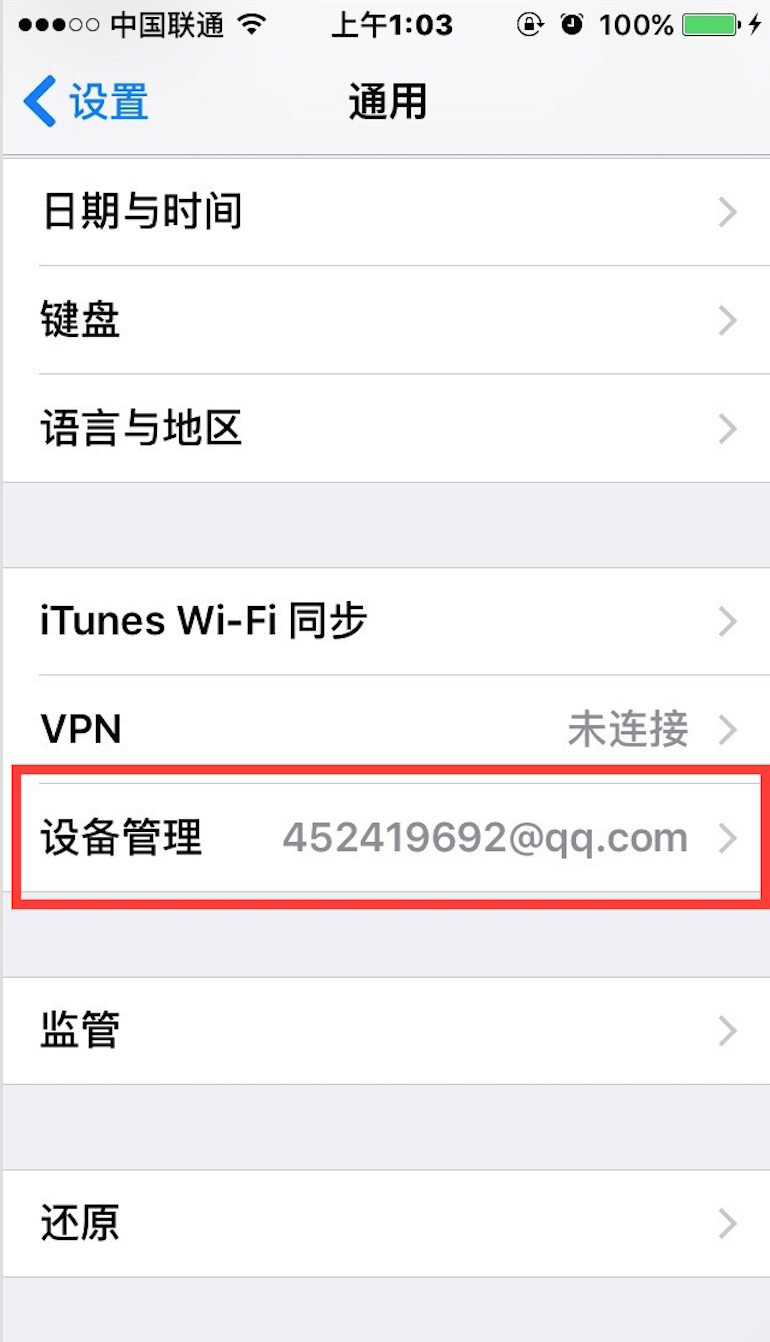 中国联通 上午1:03 100%
设置 通用
日期与时间
键盘
语言与地区
iTunes Wi-Fi 同步
VPN 未连接
设备管理 452419692@qq.com
监管
还原